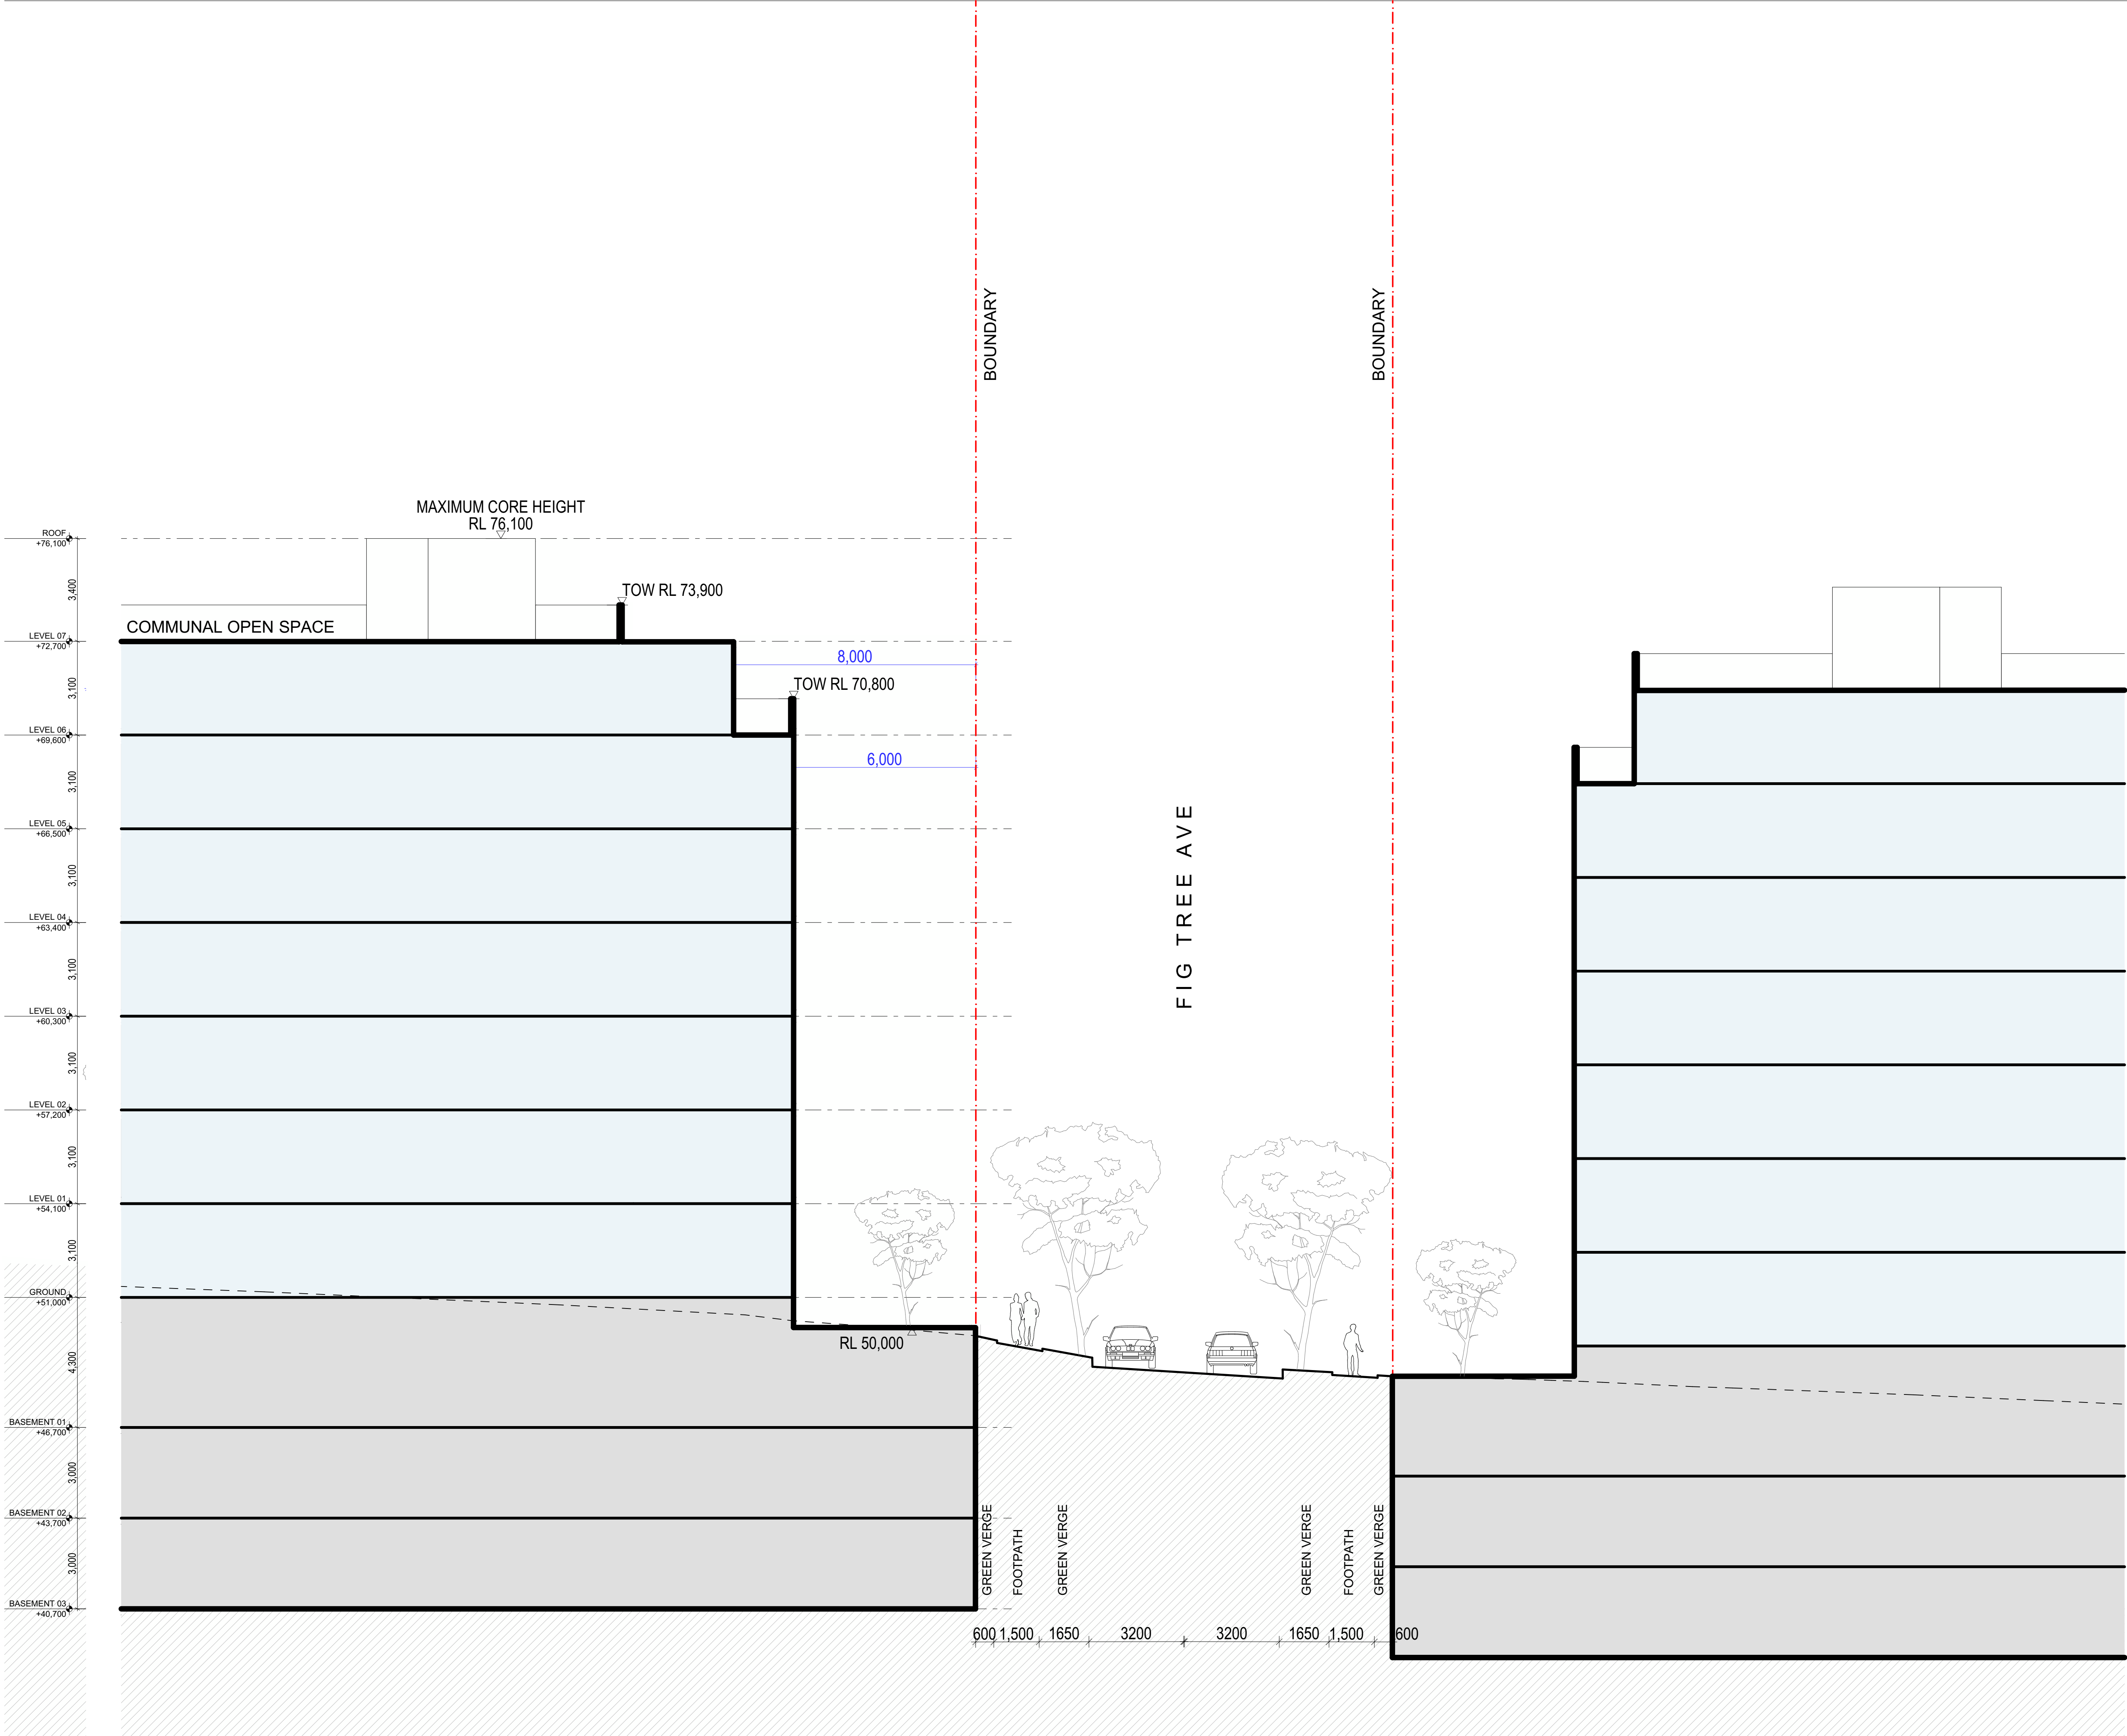 BOUNDARY
BOUNDARY
MAXIMUM CORE HEIGHT
RL 76,100
ROOF
+76,100
3,400
TOW RL 73,900
COMMUNAL OPEN SPACE
LEVEL 07
+72,700
8,000
3,100
TOW RL 70,800
LEVEL 06
+69,600
6,000
3,100
LEVEL 05
+66,500
3,100
FIG TREE AVE
LEVEL 04
+63,400
3,100
LEVEL 03
+60,300
3,100
LEVEL 02
+57,200
3,100
LEVEL 01
+54,100
3,100
GROUND
+51,000
RL 50,000
4,300
BASEMENT 01
+46,700
3,000
BASEMENT 02
+43,700
3,000
BASEMENT 03
+40,700
GREEN VERGE
FOOTPATH
GREEN VERGE
GREEN VERGE
FOOTPATH
GREEN VERGE
600 1,500 1650 3200 3200 1650 1,500 600